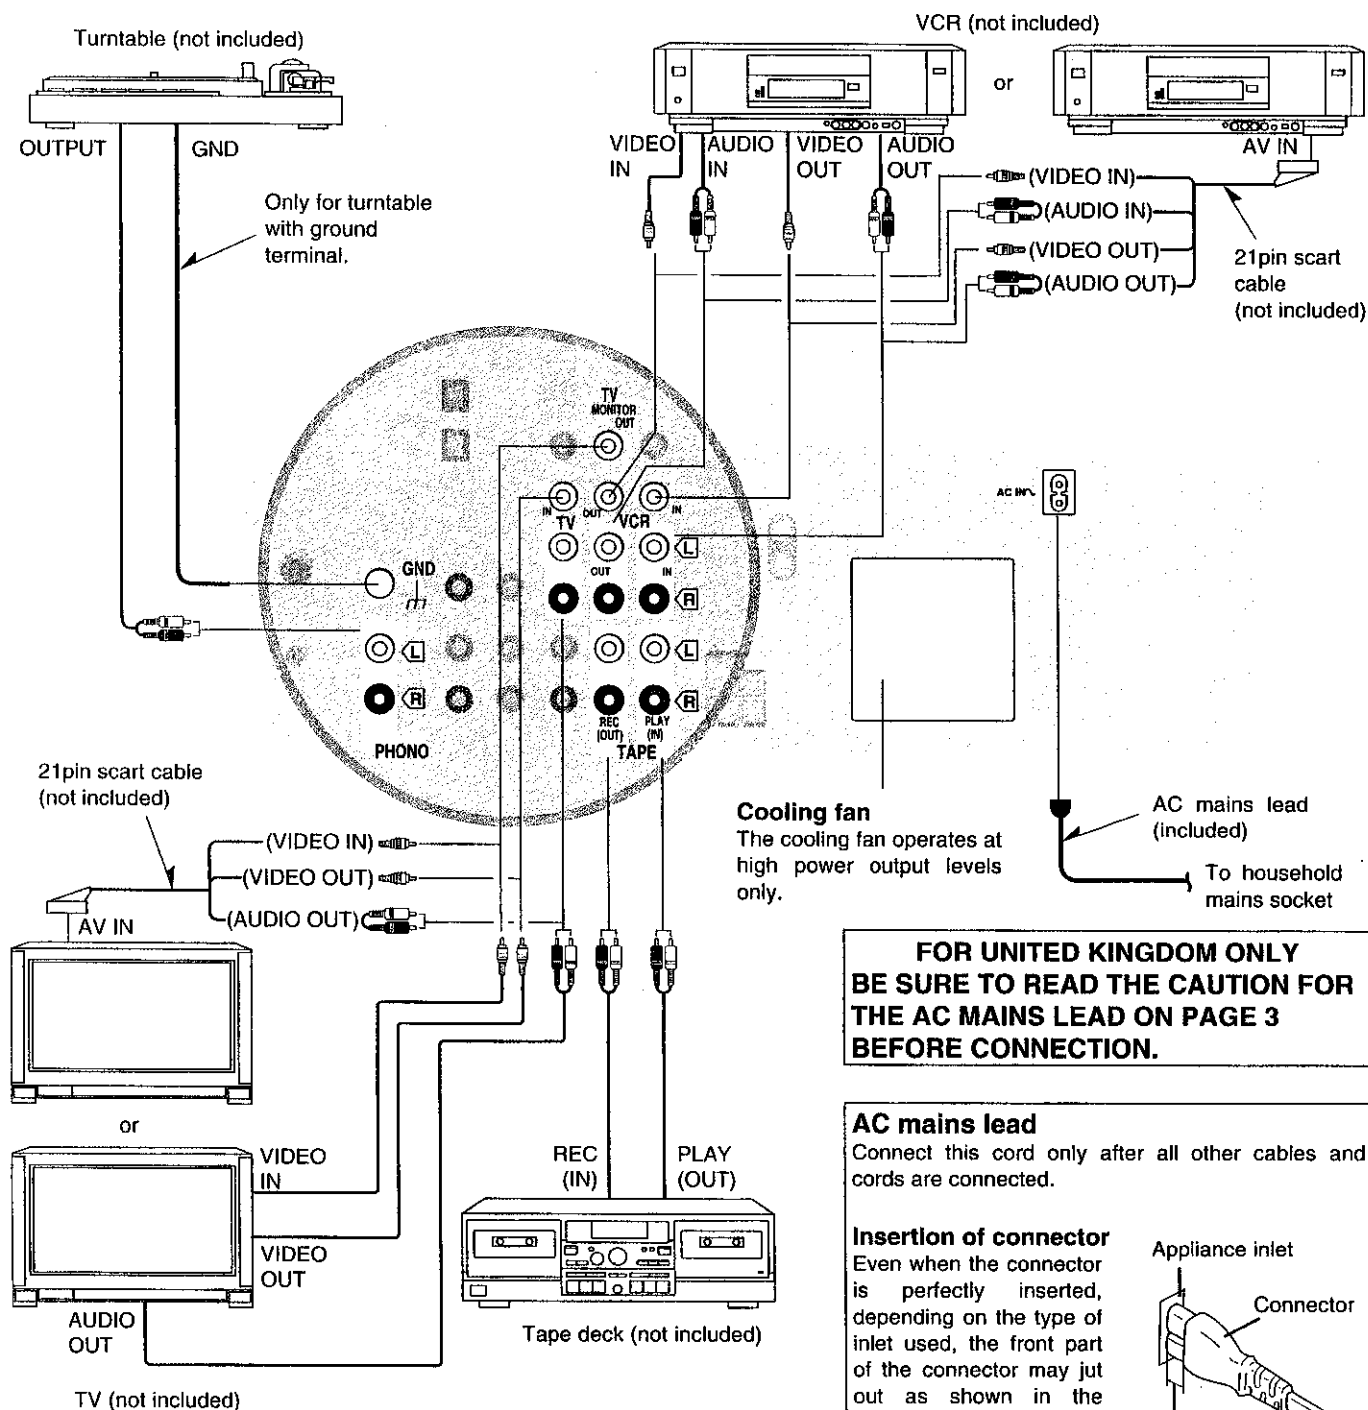 Turntable (not included)
OUTPUT
GND
Only for turntable
with ground
terminal.
VCR (not included)
or
VIDEO
IN
AUDIO
IN
VIDEO
OUT
AUDIO
OUT
AV IN
(VIDEO IN)
(AUDIO IN)
(VIDEO OUT)
(AUDIO OUT)
21pin scart
cable
(not included)
TV
MONITOR
OUT
IN
TV
OUT
VCR
IN
L
OUT
IN
R
GND
L
R
L
R
PHONO
REC
(OUT)
PLAY
(IN)
TAPE
AC IN
Cooling fan
The cooling fan operates at
high power output levels
only.
AC mains lead
(included)
To household
mains socket
21pin scart cable
(not included)
(VIDEO IN)
(VIDEO OUT)
(AUDIO OUT)
AV IN
or
VIDEO
IN
VIDEO
OUT
AUDIO
OUT
TV (not included)
REC
(IN)
PLAY
(OUT)
Tape deck (not included)
FOR UNITED KINGDOM ONLY
BE SURE TO READ THE CAUTION FOR
THE AC MAINS LEAD ON PAGE 3
BEFORE CONNECTION.
AC mains lead
Connect this cord only after all other cables and
cords are connected.
Insertion of connector
Even when the connector
is perfectly inserted,
depending on the type of
inlet used, the front part
of the connector may jut
out as shown in the
Appliance inlet
Connector